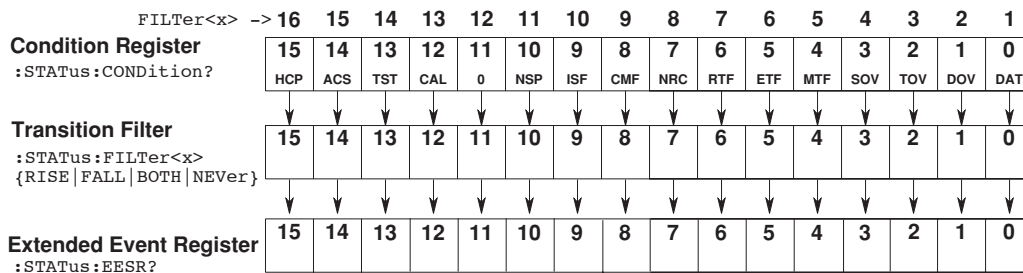 FILTer<x> -> 16 15 14 13 12 11 10 9 8 7 6 5 4 3 2 1
Condition Register 15 14 13 12 11 10 9 8 7 6 5 4 3 2 1 0
:STATus:CONDition? HCP ACS TST CAL 0 NSP ISF CMF NRC RTF ETF MTF SOV TOV DOV DAT
Transition Filter 15 14 13 12 11 10 9 8 7 6 5 4 3 2 1 0
:STATus:FILTer<x>
{RISE|FALL|BOTH|NEVer}
Extended Event Register 15 14 13 12 11 10 9 8 7 6 5 4 3 2 1 0
:STATus:EESR?